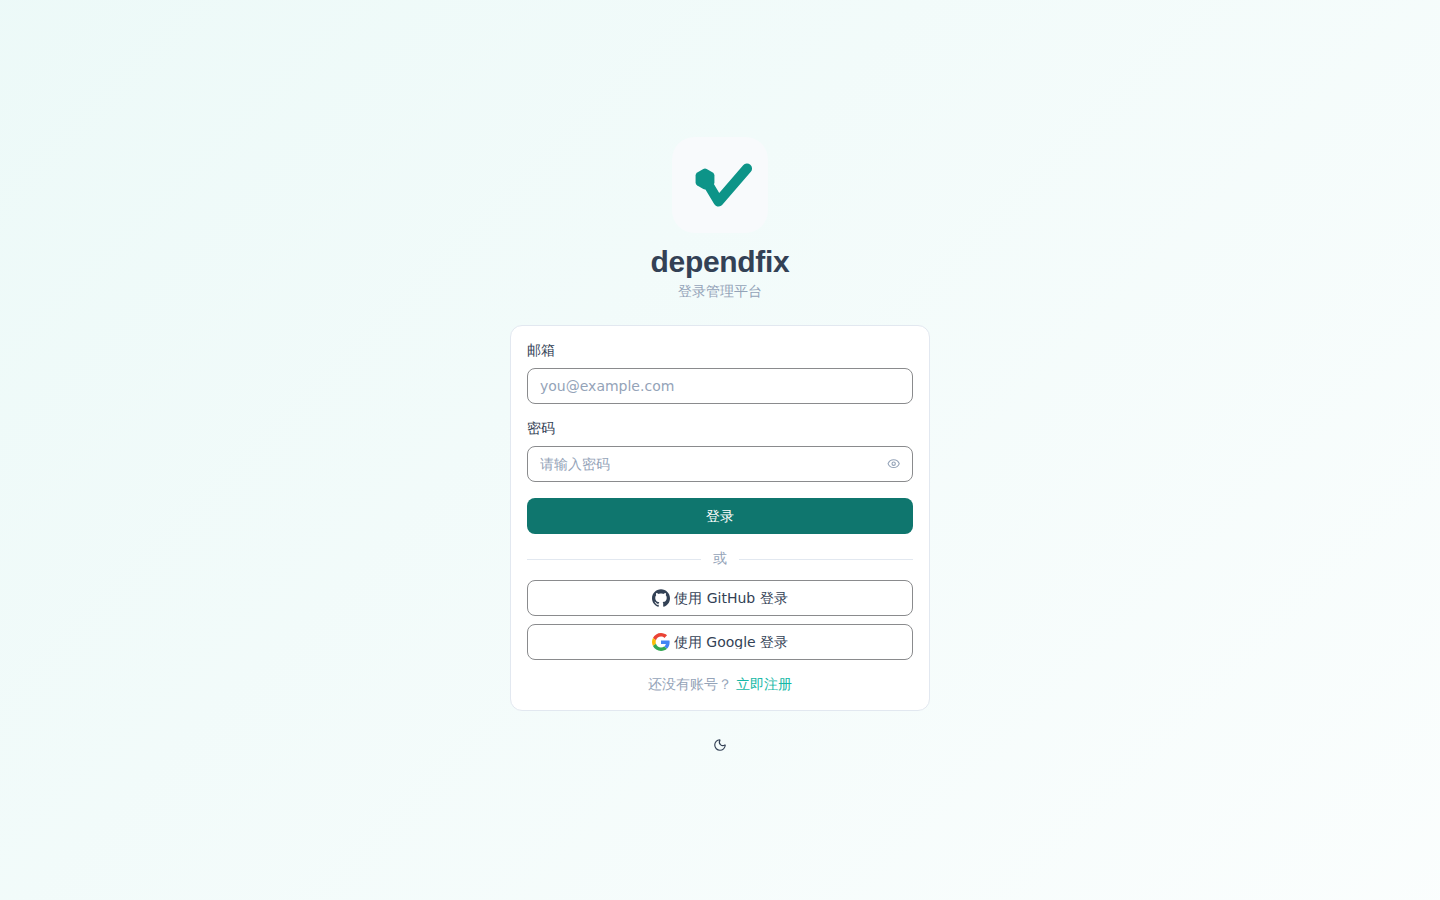 dependfix
登录管理平台
邮箱
you@example.com
密码
请输入密码
登录
或
使用 GitHub 登录
使用 Google 登录
还没有账号？ 立即注册